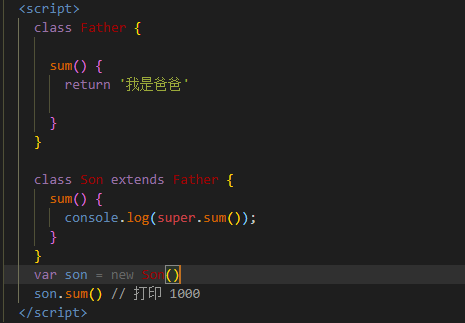 <script>
class Father {
sum() {
return '我是爸爸'
}
}
class Son extends Father {
sum() {
console.log(super.sum());
}
}
var son = new Son()
son.sum() // 打印 1000
</script>